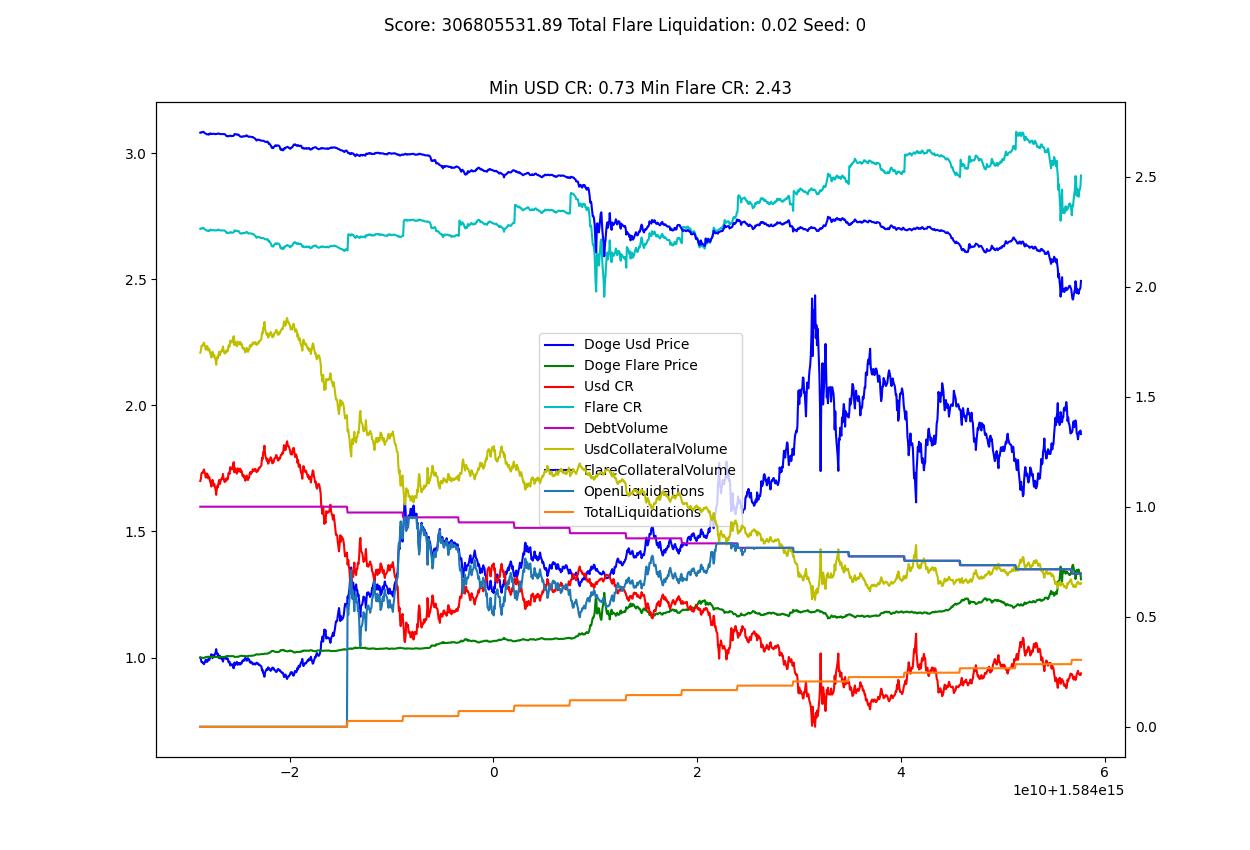 Score: 306805531.89 Total Flare Liquidation: 0.02 Seed: 0
Min USD CR: 0.73 Min Flare CR: 2.43
3.0
2.5
2.0
1.5
1.0
2.5
2.0
1.5
1.0
0.5
0.0
Doge Usd Price
Doge Flare Price
Usd CR
Flare CR
DebtVolume
UsdCollateralVolume
FlareCollateralVolume
OpenLiquidations
TotalLiquidations
−2 0 2 4 6
1e10+1.584e15